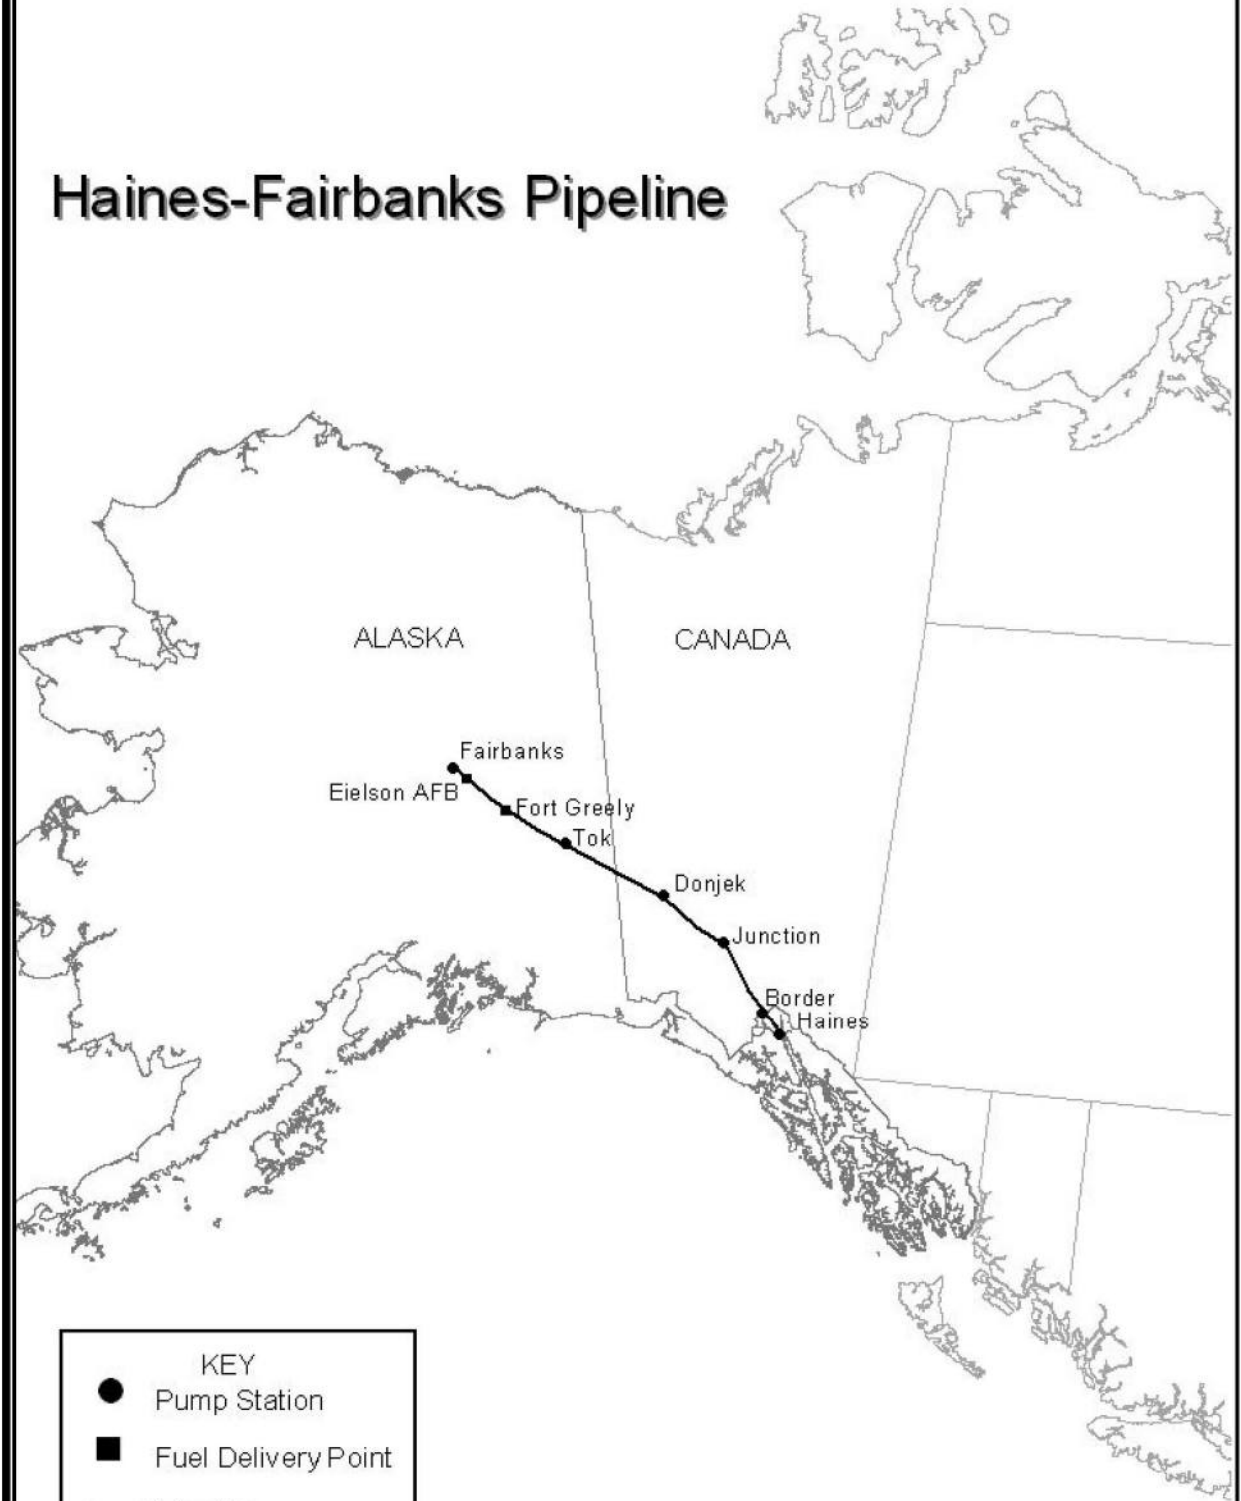 Haines-Fairbanks Pipeline
ALASKA
CANADA
Fairbanks
Eielson AFB
Fort Greely
Tok
Donjek
Junction
Border
Haines
KEY
Pump Station
Fuel Delivery Point